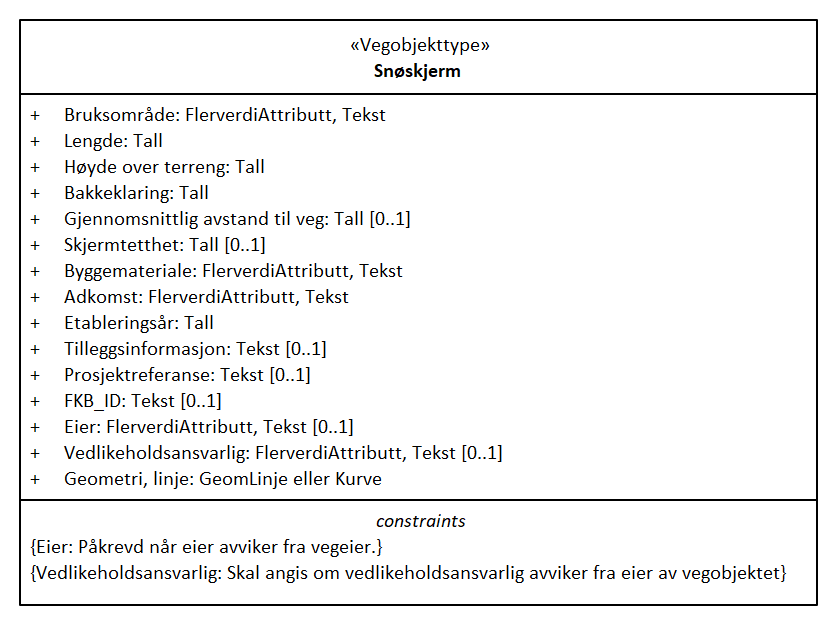 «Vegobjekttype»
Snøskjerm
+ Bruksområde: FlerverdiAttributt, Tekst
+ Lengde: Tall
+ Høyde over terreng: Tall
+ Bakkeklaring: Tall
+ Gjennomsnittlig avstand til veg: Tall [0..1]
+ Skjermtetthet: Tall [0..1]
+ Byggemateriale: FlerverdiAttributt, Tekst
+ Adkomst: FlerverdiAttributt, Tekst
+ Etableringsår: Tall
+ Tilleggsinformasjon: Tekst [0..1]
+ Prosjektreferanse: Tekst [0..1]
+ FKB_ID: Tekst [0..1]
+ Eier: FlerverdiAttributt, Tekst [0..1]
+ Vedlikeholdsansvarlig: FlerverdiAttributt, Tekst [0..1]
+ Geometri, linje: GeomLinje eller Kurve
constraints
{Eier: Påkrevd når eier avviker fra vegeier.}
{Vedlikeholdsansvarlig: Skal angis om vedlikeholdsansvarlig avviker fra eier av vegobjektet}